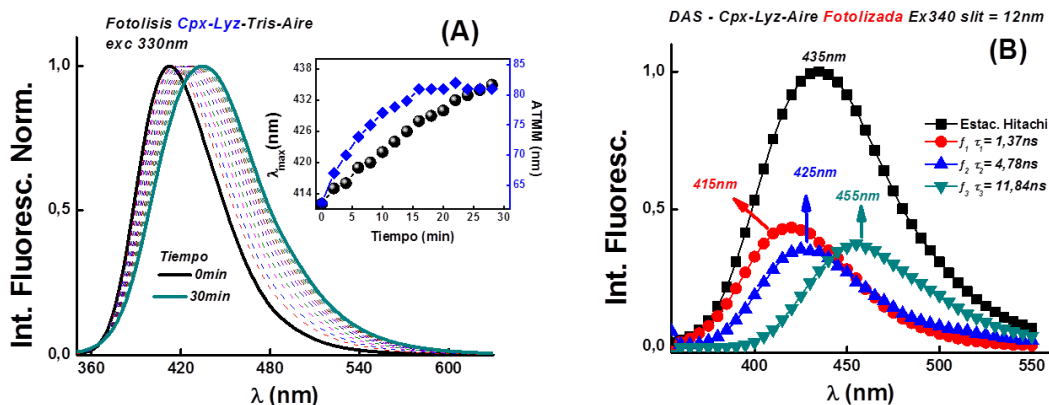 Fotolisis Cpx-Lyz-Tris-Aire
exc 330nm
(A)
Int. Fluoresc. Norm.
1,0
0,5
0,0
360 420 480 540 600
λ (nm)
Tiempo
0min
30min
λmax(nm)
438
432
426
420
414
ATMM (nm)
85
80
75
70
65
0 5 10 15 20 25 30
Tiempo (min)
DAS - Cpx-Lyz-Aire Fotolizada Ex340 slit = 12nm
(B)
Int. Fluoresc.
1,0
0,5
0,0
400 450 500 550
λ (nm)
435nm
415nm
425nm
455nm
Estac. Hitachi
f1 τ1= 1,37ns
f2 τ2= 4,78ns
f3 τ3= 11,84ns